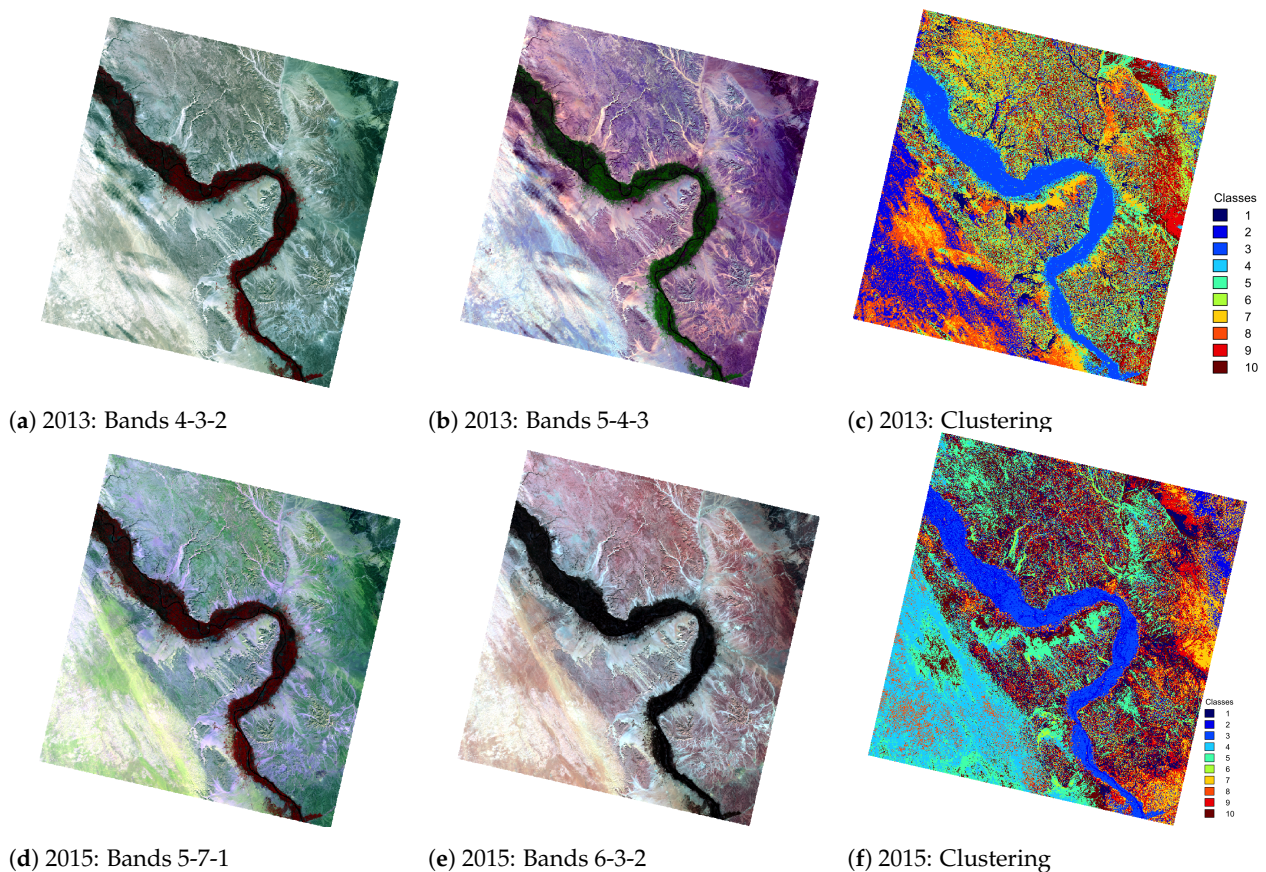 Classes
1
2
3
4
5
6
7
8
9
10
(a) 2013: Bands 4-3-2
(b) 2013: Bands 5-4-3
(c) 2013: Clustering
Classes
1
2
3
4
5
6
7
8
9
10
(d) 2015: Bands 5-7-1
(e) 2015: Bands 6-3-2
(f) 2015: Clustering